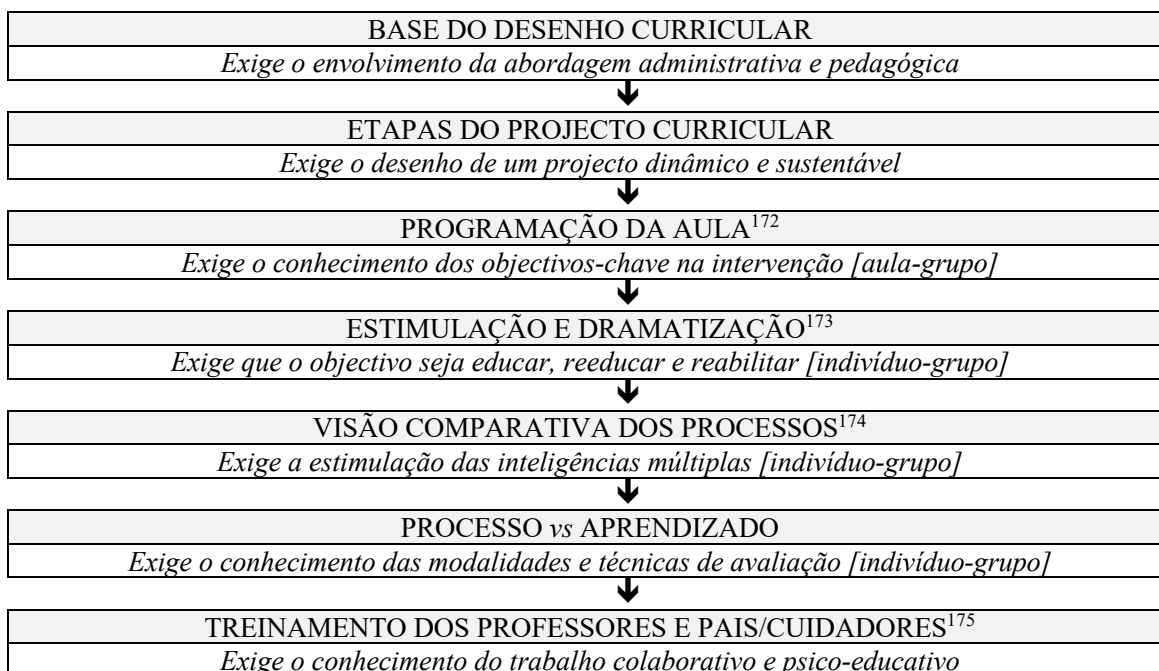 BASE DO DESENHO CURRICULAR
Exige o envolvimento da abordagem administrativa e pedagógica
ETAPAS DO PROJECTO CURRICULAR
Exige o desenho de um projecto dinâmico e sustentável
PROGRAMAÇÃO DA AULA172
Exige o conhecimento dos objectivos-chave na intervenção [aula-grupo]
ESTIMULAÇÃO E DRAMATIZAÇÃO173
Exige que o objectivo seja educar, reeducar e reabilitar [indivíduo-grupo]
VISÃO COMPARATIVA DOS PROCESSOS174
Exige a estimulação das inteligências múltiplas [indivíduo-grupo]
PROCESSO vs APRENDIZADO
Exige o conhecimento das modalidades e técnicas de avaliação [indivíduo-grupo]
TREINAMENTO DOS PROFESSORES E PAIS/CUIDADORES175
Exige o conhecimento do trabalho colaborativo e psico-educativo